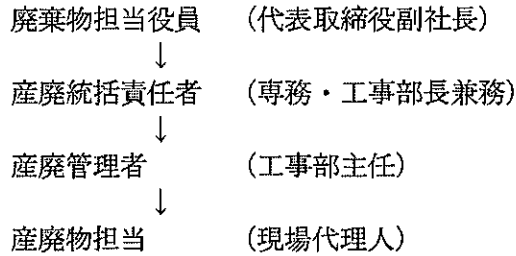 廃棄物担当役員 (代表取締役副社長)
↓
産廃統括責任者 (専務・工事部長兼務)
↓
産廃管理者 (工事部主任)
↓
産廃物担当 (現場代理人)